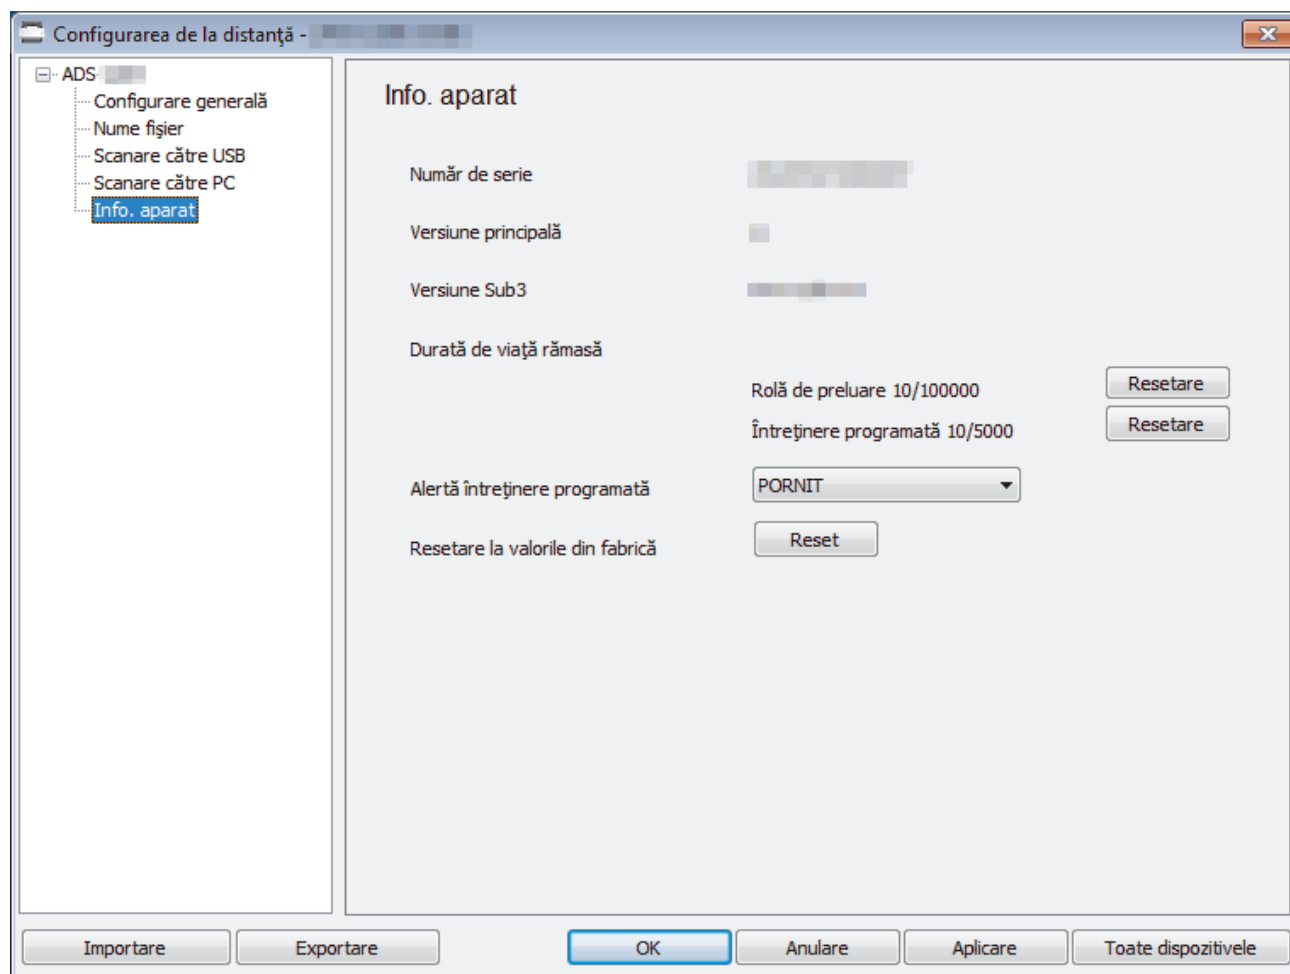 Configurarea de la distanţă -
ADS-
Configurare generală
Nume fişier
Scanare către USB
Scanare către PC
Info. aparat
Info. aparat
Număr de serie
Versiune principală
Versiune Sub3
Durată de viaţă rămasă
Rolă de preluare 10/100000 Resetare
Întreţinere programată 10/5000 Resetare
Alertă întreţinere programată PORNIT
Resetare la valorile din fabrică Reset
Importare Exportare OK Anulare Aplicare Toate dispozitivele